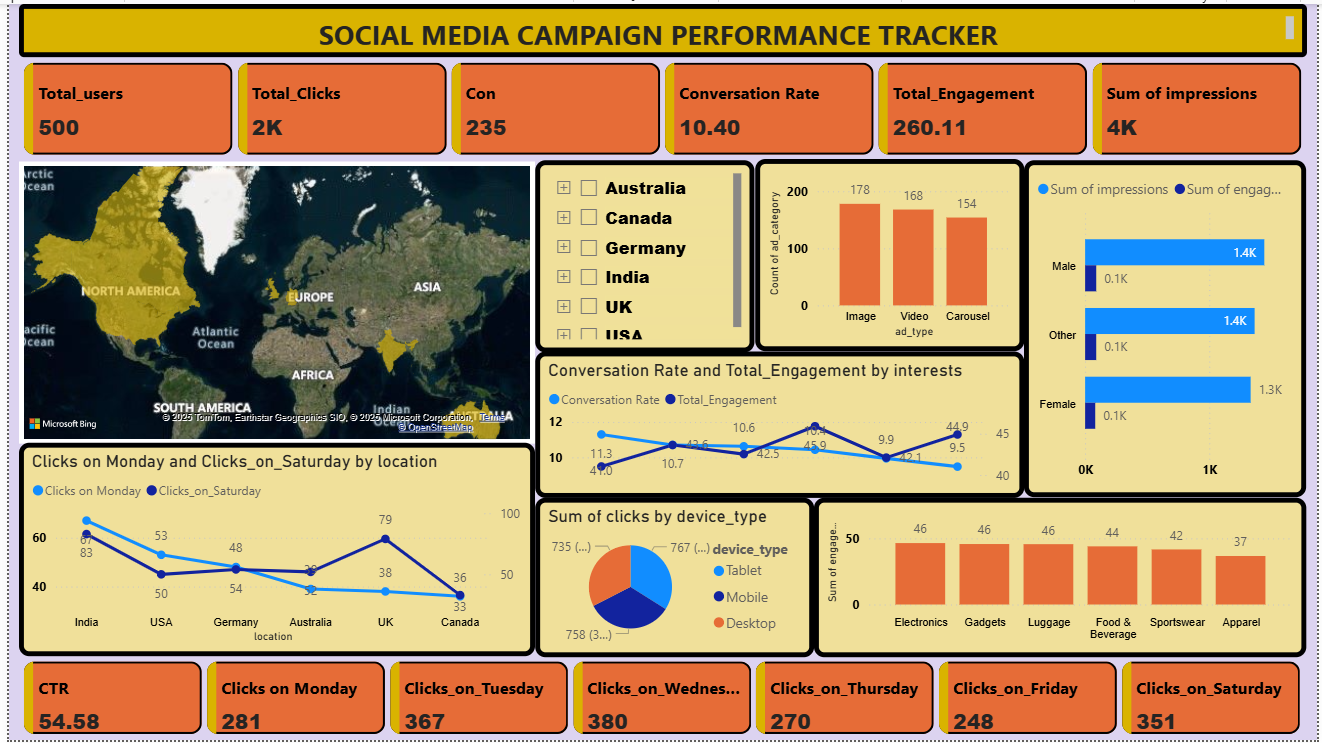 SOCIAL MEDIA CAMPAIGN PERFORMANCE TRACKER
Total_users
500
Total_Clicks
2K
Con
235
Conversation Rate
10.40
Total_Engagement
260.11
Sum of impressions
4K
Arctic
Ocean
NORTH AMERICA
EUROPE
ASIA
Pacific
Ocean
Atlantic
Ocean
AFRICA
SOUTH AMERICA
Indian
Ocean
AUSTRALIA
Microsoft Bing
© 2025 TomTom, Earthstar Geographics SIO, © 2025 Microsoft Corporation, Terms
© OpenStreetMap
Australia
Canada
Germany
India
UK
USA
Count of ad_category
200
100
0
178
168
154
Image
Video
Carousel
ad_type
Sum of impressions
Sum of engag...
Male
1.4K
0.1K
Other
1.4K
0.1K
Female
1.3K
0.1K
0K
1K
Conversation Rate and Total_Engagement by interests
Conversation Rate
Total_Engagement
12
10
45
40
11.3
41.0
43.6
10.7
10.6
42.5
10.4
45.9
9.9
42.1
44.9
9.5
Clicks on Monday and Clicks_on_Saturday by location
Clicks on Monday
Clicks_on_Saturday
60
40
100
50
67
83
53
50
48
54
38
79
36
33
India
USA
Germany
Australia
UK
Canada
location
Sum of clicks by device_type
735 (...)
767 (...)
758 (3...)
device_type
Tablet
Mobile
Desktop
Sum of engage...
50
0
46
46
46
44
42
37
Electronics
Gadgets
Luggage
Food &
Beverage
Sportswear
Apparel
CTR
54.58
Clicks on Monday
281
Clicks_on_Tuesday
367
Clicks_on_Wednes...
380
Clicks_on_Thursday
270
Clicks_on_Friday
248
Clicks_on_Saturday
351